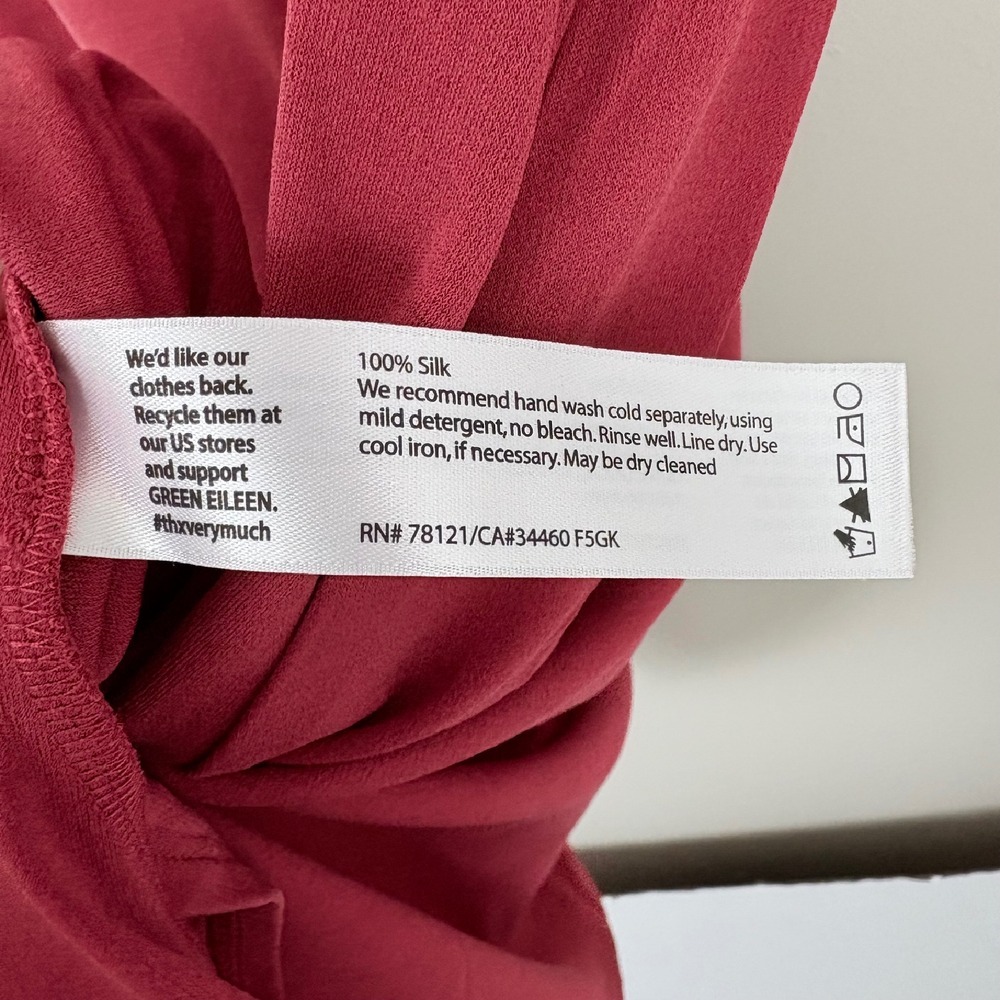 We'd like our
clothes back.
Recycle them at
our US stores
and support
GREEN EILEEN.
#thxverymuch
100% Silk
We recommend hand wash cold separately, using
mild detergent, no bleach. Rinse well. Line dry. Use
cool iron, if necessary. May be dry cleaned
RN# 78121/CA#34460 F5GK